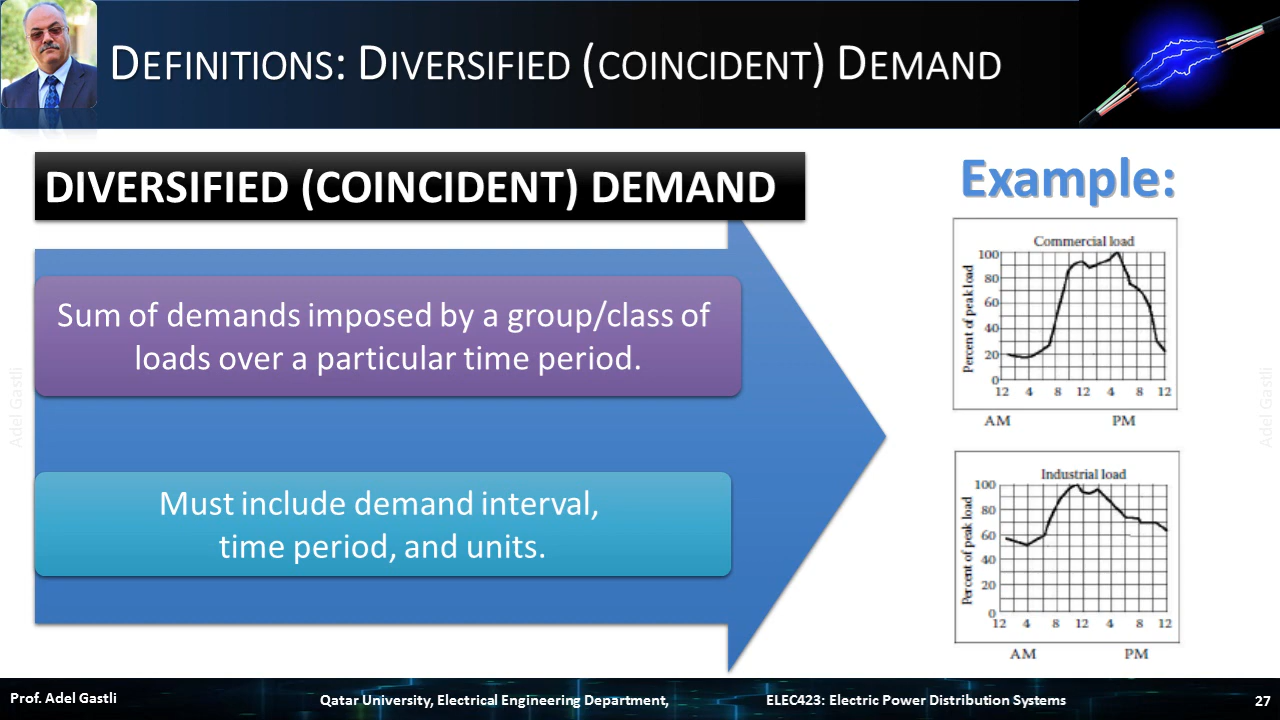 DEFINITIONS: DIVERSIFIED (COINCIDENT) DEMAND
DIVERSIFIED (COINCIDENT) DEMAND
Sum of demands imposed by a group/class of
loads over a particular time period.
Must include demand interval,
time period, and units.
Example:
Commercial load
Percent of peak load
100
80
60
40
20
0
12 4 8 12 4 8 12
AM PM
Industrial load
Percent of peak load
100
80
60
40
20
0
12 4 8 12 4 8 12
AM PM
Adel Gastli
Adel Gastli
Prof. Adel Gastli
Qatar University, Electrical Engineering Department,
ELEC423: Electric Power Distribution Systems
27